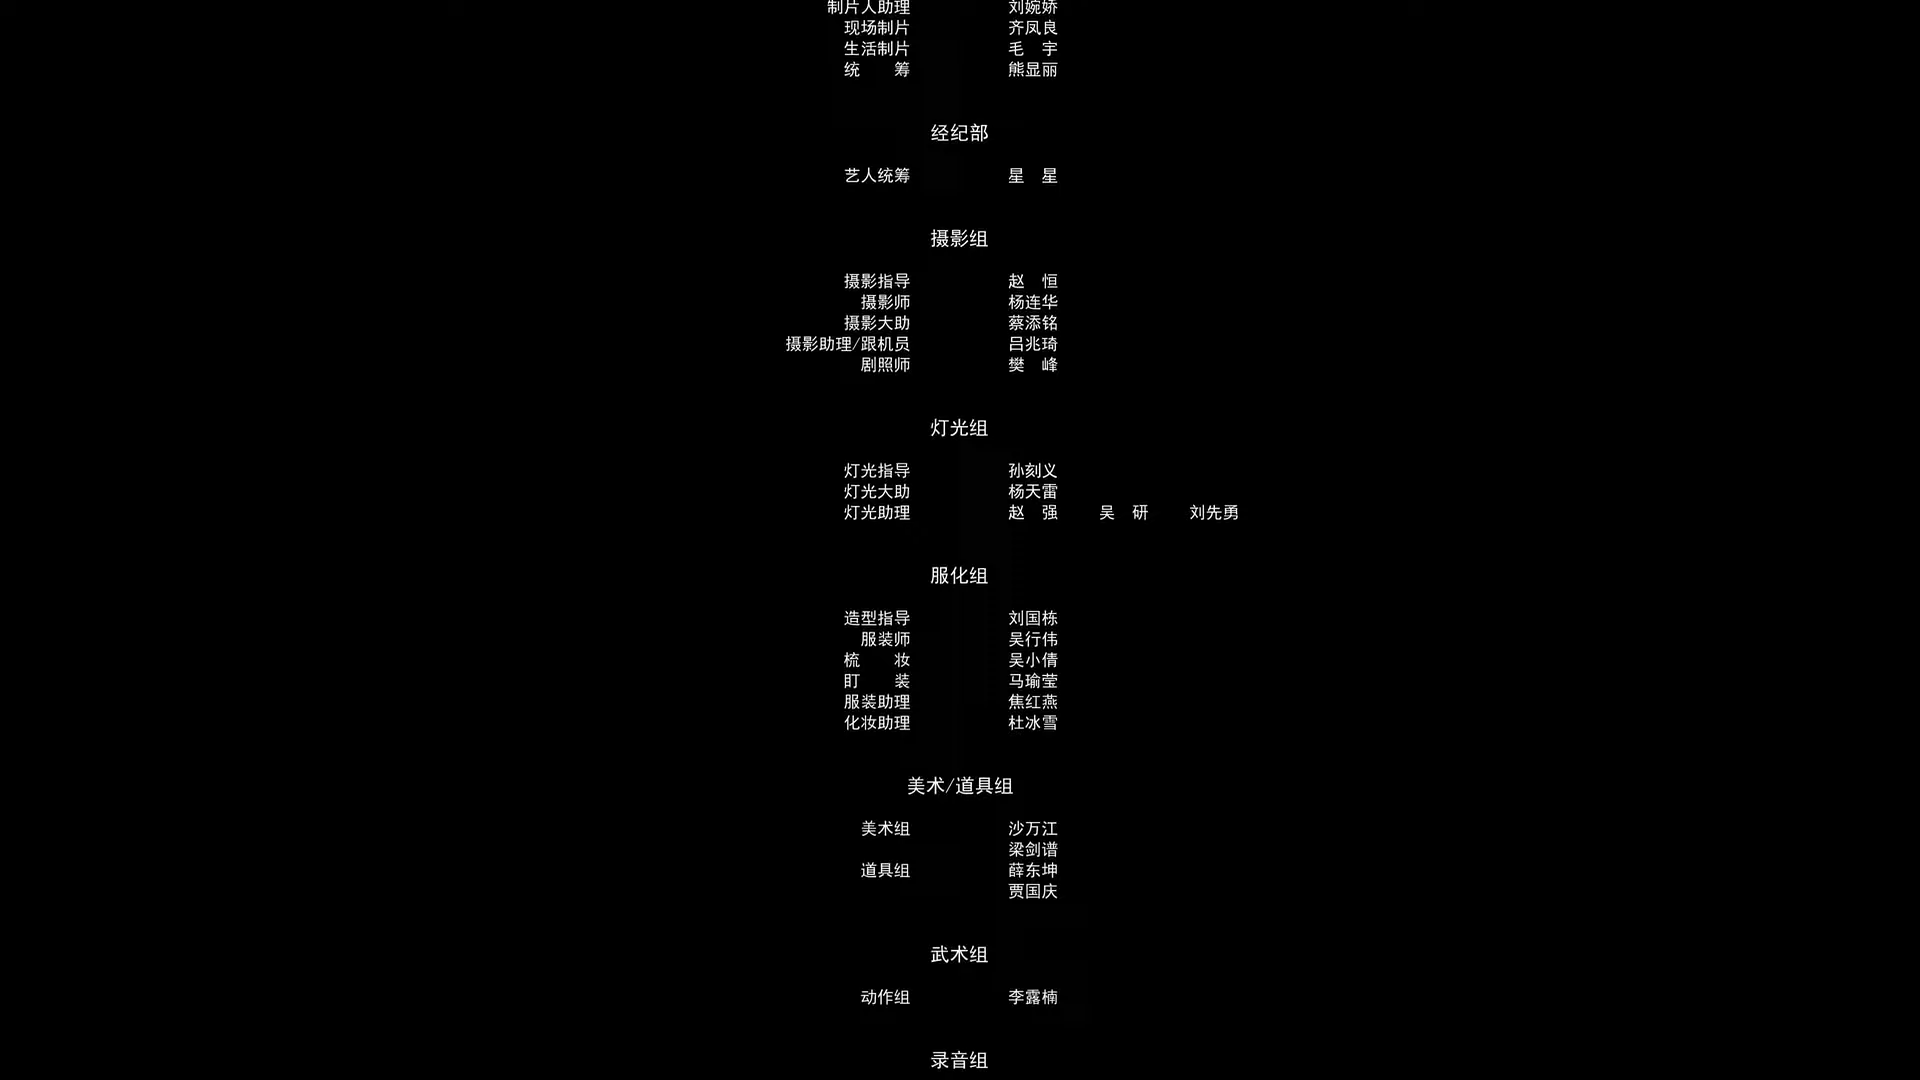 制片人助理 刘婉娇
现场制片 齐凤良
生活制片 毛 宇
统 筹 熊显丽
经纪部
艺人统筹 星 星
摄影组
摄影指导 赵 恒
摄影师 杨连华
摄影大助 蔡添铭
摄影助理/跟机员 吕兆琦
剧照师 樊 峰
灯光组
灯光指导 孙刻义
灯光大助 杨天雷
灯光助理 赵 强 吴 研 刘先勇
服化组
造型指导 刘国栋
服装师 吴行伟
梳 妆 吴小倩
盯 装 马瑜莹
服装助理 焦红燕
化妆助理 杜冰雪
美术/道具组
美术组 沙万江
梁剑谱
道具组 薛东坤
贾国庆
武术组
动作组 李露楠
录音组